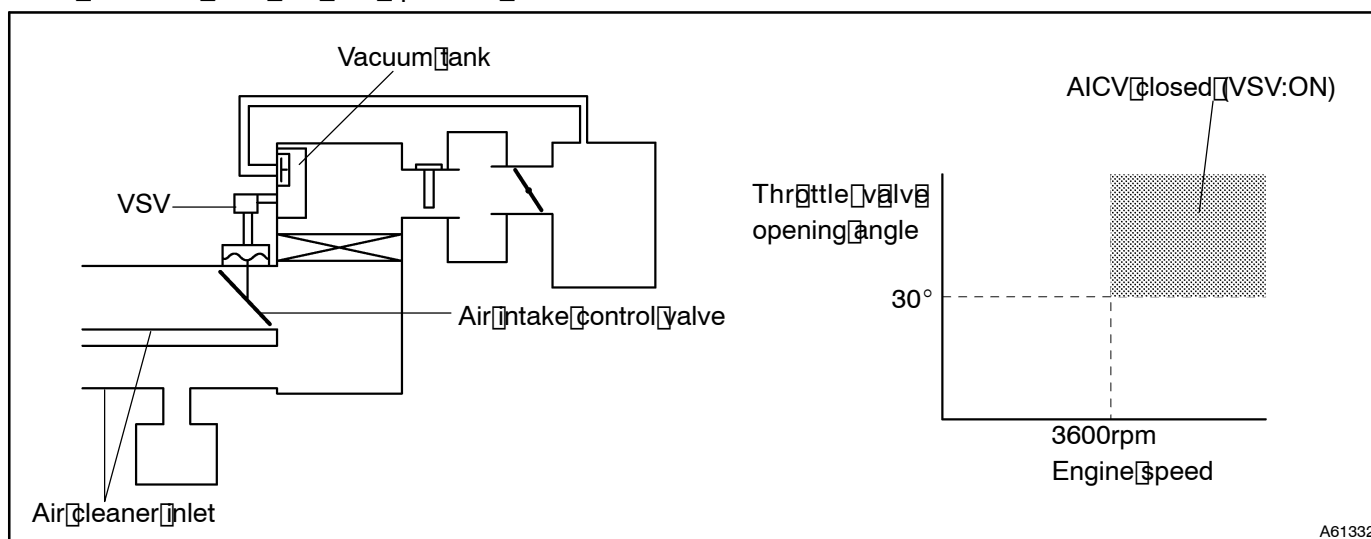 Vacuum tank
VSV
Air intake control valve
Air cleaner inlet
AICV closed (VSV:ON)
Throttle valve
opening angle
30°
3600rpm
Engine speed
A61332